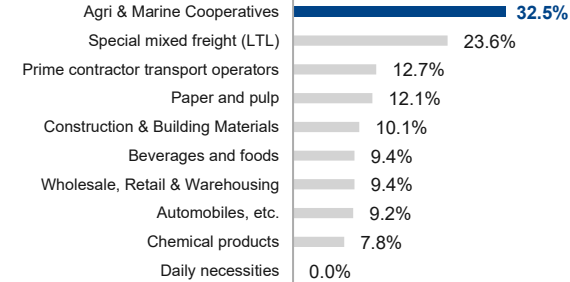 Agri & Marine Cooperatives 32.5%
Special mixed freight (LTL) 23.6%
Prime contractor transport operators 12.7%
Paper and pulp 12.1%
Construction & Building Materials 10.1%
Beverages and foods 9.4%
Wholesale, Retail & Warehousing 9.4%
Automobiles, etc. 9.2%
Chemical products 7.8%
Daily necessities 0.0%